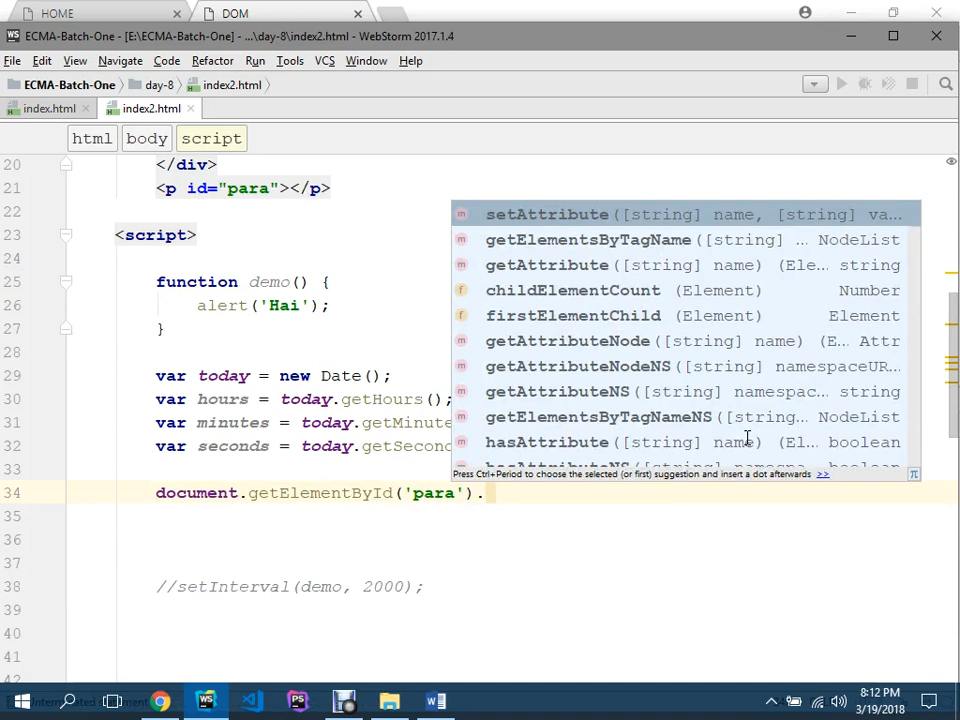 HOME
DOM
ECMA-Batch-One - [E:\ECMA-Batch-One] - ...\day-8\index2.html - WebStorm 2017.1.4
File Edit View Navigate Code Refactor Run Tools VCS Window Help
ECMA-Batch-One day-8 index2.html
index.html index2.html
html body script
20 </div>
21 <p id="para"></p>
22
23 <script>
24
25 function demo() {
26 alert('Hai');
27 }
28
29 var today = new Date();
30 var hours = today.getHours();
31 var minutes = today.getMinute
32 var seconds = today.getSecond
33
34 document.getElementById('para').
35
36
37
38 //setInterval(demo, 2000);
39
40
41
42
setAttribute([string] name, [string] va...
getElementsByTagName([string] ... NodeList
getAttribute([string] name) (Ele... string
childElementCount (Element) Number
firstElementChild (Element) Element
getAttributeNode([string] name) (E... Attr
getAttributeNodeNS([string] namespaceUR...
getAttributeNS([string] namespac... string
getElementsByTagNameNS([string... NodeList
hasAttribute([string] name) (El... boolean
hasAttributeNS([string] namespa... boolean
Press Ctrl+Period to choose the selected (or first) suggestion and insert a dot afterwards >> π
8:12 PM
3/19/2018